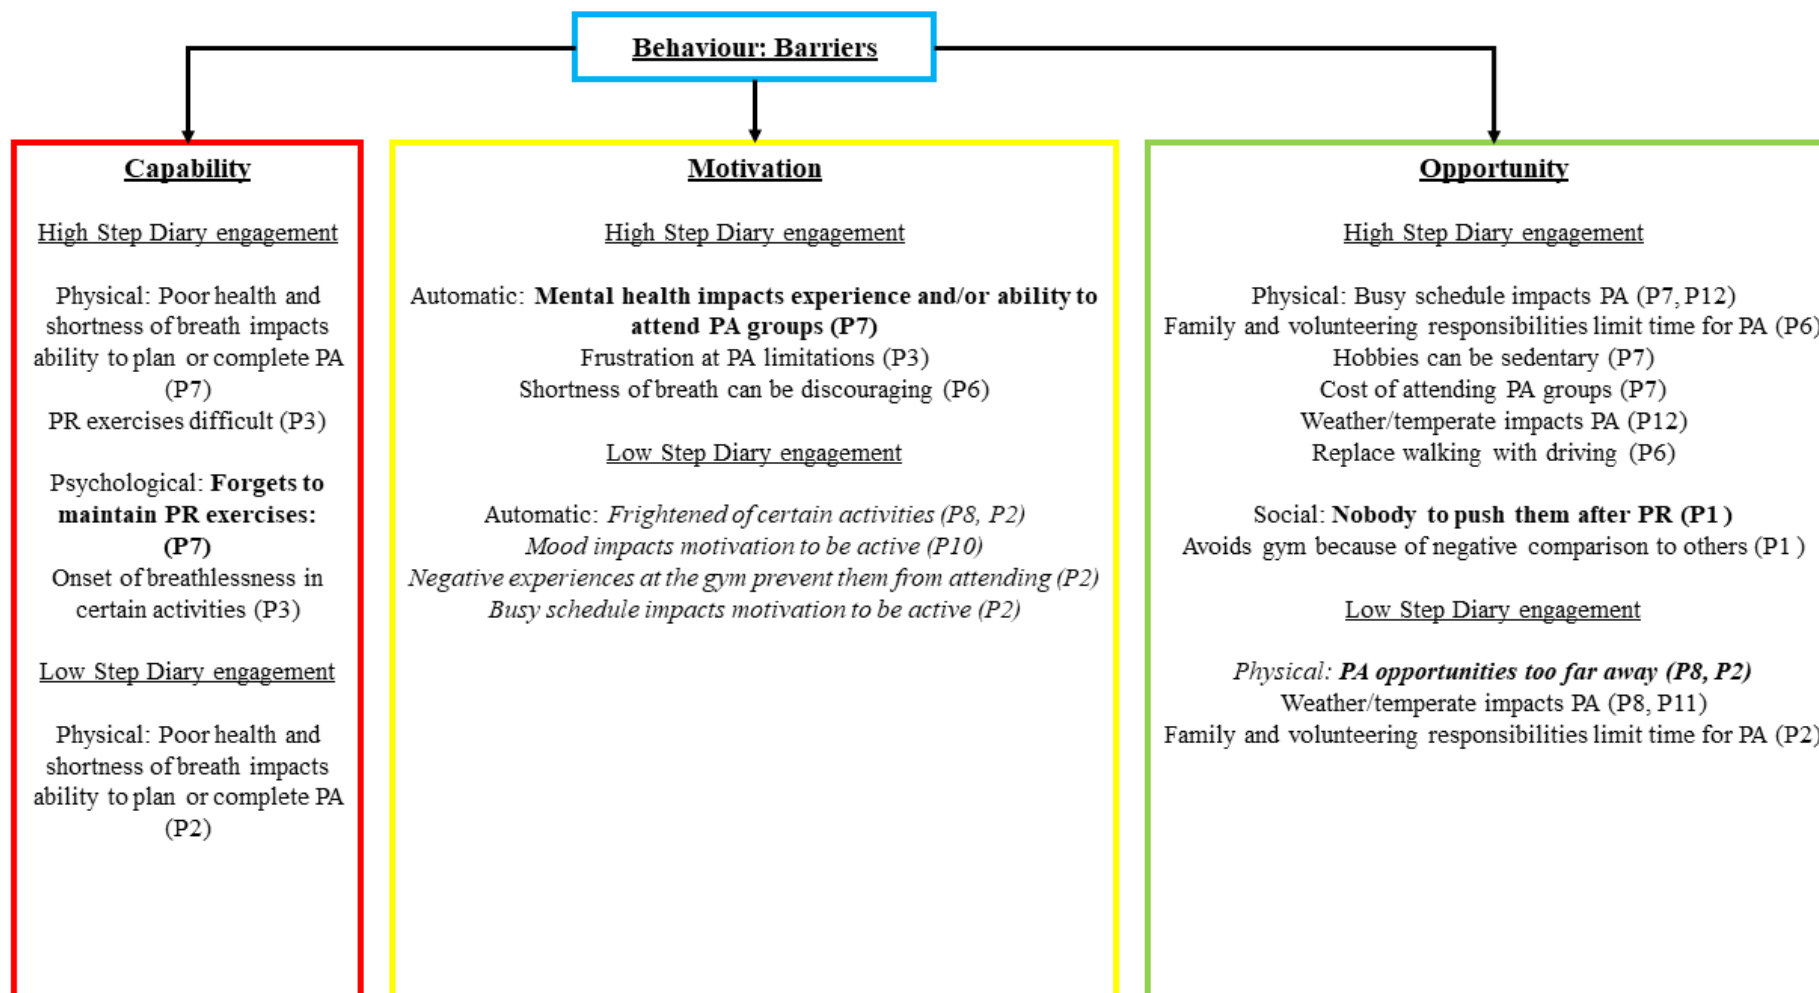 Behaviour: Barriers
Capability
High Step Diary engagement
Physical: Poor health and
shortness of breath impacts
ability to plan or complete PA
(P7)
PR exercises difficult (P3)
Psychological: Forgets to
maintain PR exercises:
(P7)
Onset of breathlessness in
certain activities (P3)
Low Step Diary engagement
Physical: Poor health and
shortness of breath impacts
ability to plan or complete PA
(P2)
Motivation
High Step Diary engagement
Automatic: Mental health impacts experience and/or ability to
attend PA groups (P7)
Frustration at PA limitations (P3)
Shortness of breath can be discouraging (P6)
Low Step Diary engagement
Automatic: Frightened of certain activities (P8, P2)
Mood impacts motivation to be active (P10)
Negative experiences at the gym prevent them from attending (P2)
Busy schedule impacts motivation to be active (P2)
Opportunity
High Step Diary engagement
Physical: Busy schedule impacts PA (P7, P12)
Family and volunteering responsibilities limit time for PA (P6)
Hobbies can be sedentary (P7)
Cost of attending PA groups (P7)
Weather/temperate impacts PA (P12)
Replace walking with driving (P6)
Social: Nobody to push them after PR (P1 )
Avoids gym because of negative comparison to others (P1 )
Low Step Diary engagement
Physical: PA opportunities too far away (P8, P2)
Weather/temperate impacts PA (P8, P11)
Family and volunteering responsibilities limit time for PA (P2)